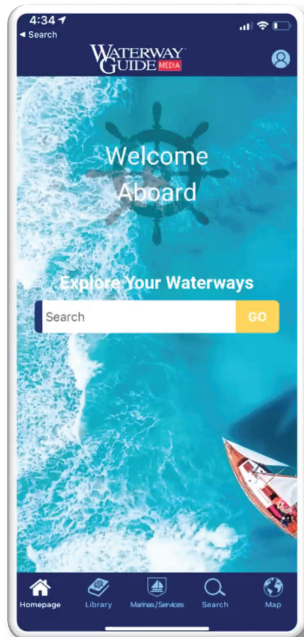 4:34
Search
WATERWAY
GUIDE MEDIA
Welcome
Aboard
Explore Your Waterways
Search
GO
Homepage
Library
Marinas/Services
Search
Map